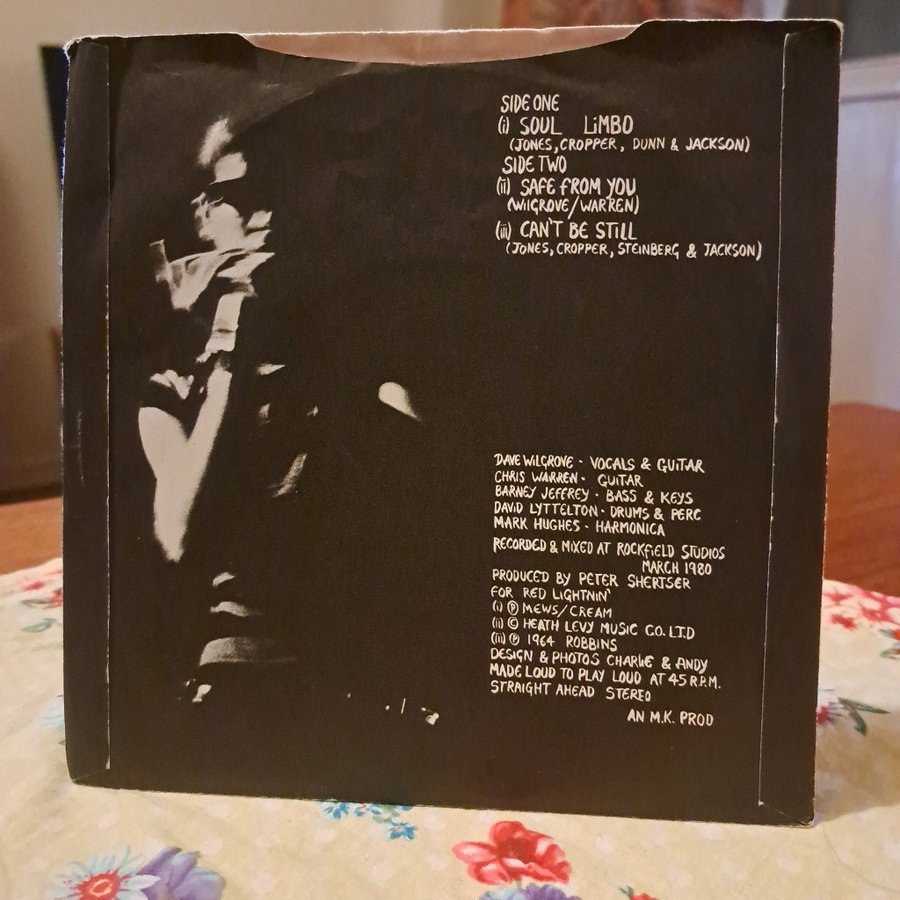 SIDE ONE
(i) SOUL LiMBO
(JONES, CROPPER, DUNN & JACKSON)
SIDE TWO
(ii) SAFE FROM YOU
(WilGROVE/WARREN)
(iii) CAN'T BE STILL
(JONES, CROPPER, STEINBERG & JACKSON)
DAVE WILGROVE - VOCALS & GUITAR
CHRIS WARREN - GUITAR
BARNEY JEFFREY - BASS & KEYS
DAVID LYTTELTON - DRUMS & PERC
MARK HUGHES - HARMONICA
RECORDED & MIXED AT ROCKFIELD STUDIOS
MARCH 1980
PRODUCED BY PETER SHERTSER
FOR RED LIGHTNIN'
(i) ℗ MEWS/CREAM
(ii) © HEATH LEVY MUSIC CO. LTD
(iii) ℗ 1964 ROBBINS
DESIGN & PHOTOS CHARLIE & ANDY
MADE LOUD TO PLAY LOUD AT 45 R.P.M.
STRAIGHT AHEAD STEREO
AN M.K. PROD